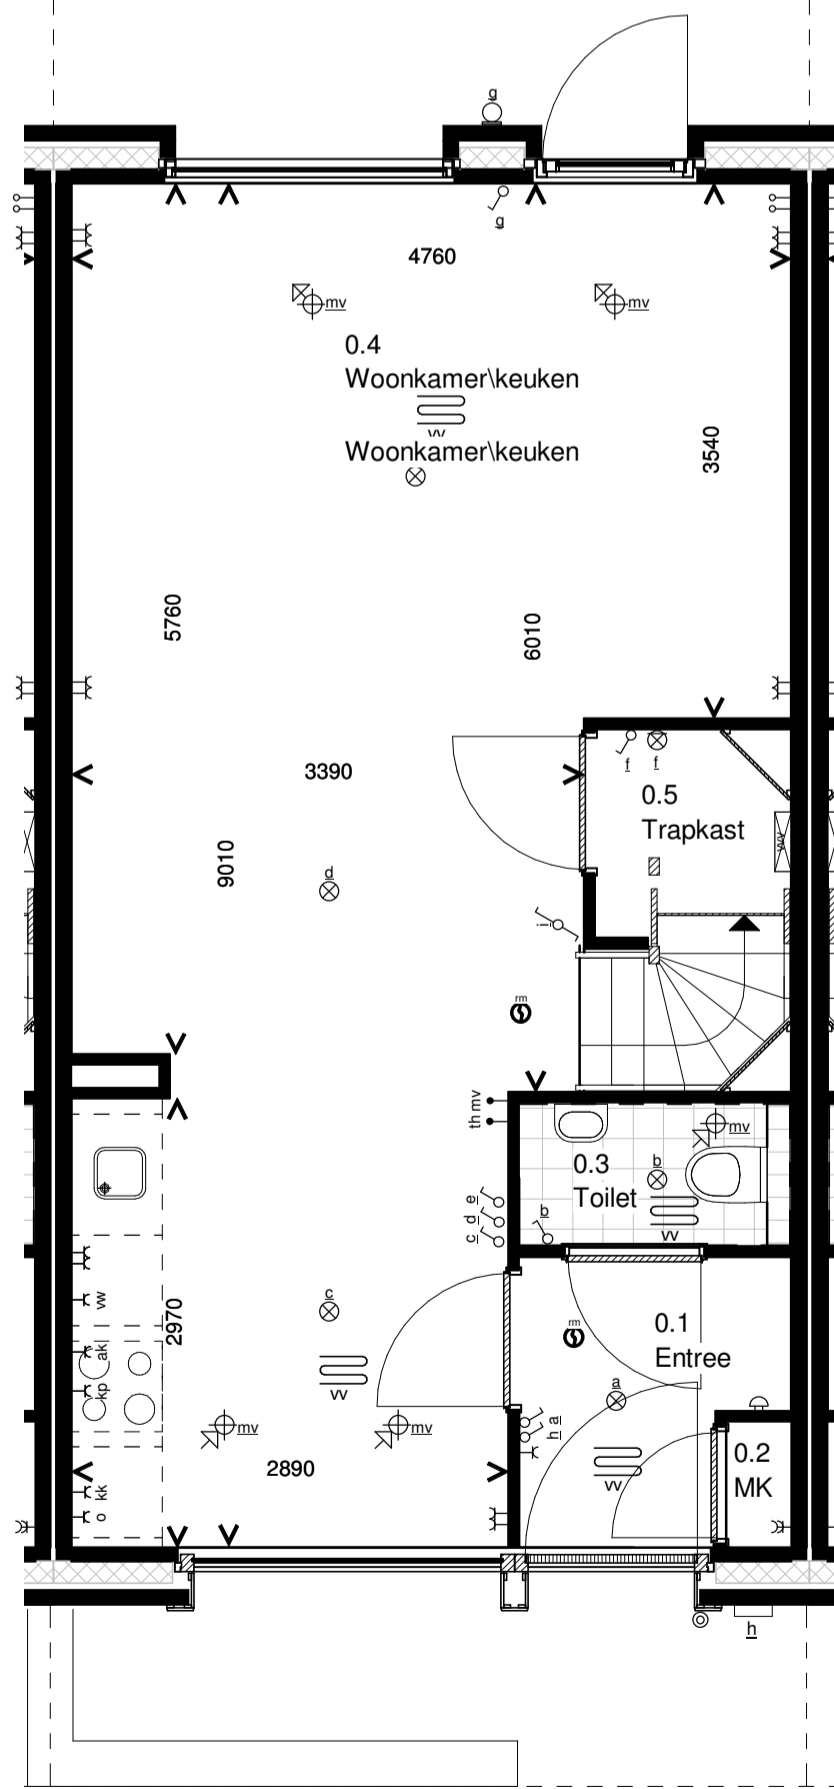 g
g
4760
mv
mv
0.4
Woonkamer\keuken
vv
Woonkamer\keuken
3540
5760
6010
f
f
3390
0.5
Trapkast
vv
9010
d
i
rm
th mv
mv
0.3
Toilet
b
e
d
c
b
vv
vw
2970
c
rm
0.1
Entree
ak
vv
kp
a
mv
mv
h a
0.2
MK
2890
vv
kk
o
h